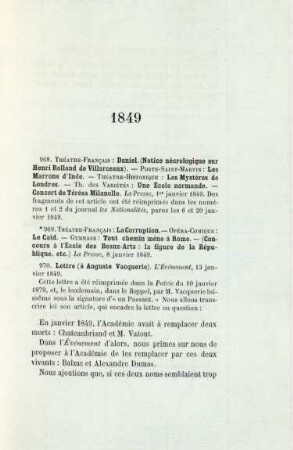 1849
968. Théâtre-Français : Daniel. (Notice nécrologique sur
Henri Rolland de Villarceaux). — Porte-Saint-Martin : Les
Marrons d'Inde. — Théâtre-Historique : Les Mystères de
Londres. — Th. des Variétés : Une École normande. —
Concert de Térésa Milanollo. La Presse, 1er janvier 1849. Des
fragments de cet article ont été réimprimés dans les numé-
ros 1 et 2 du journal les Nationalités, parus les 6 et 20 jan-
vier 1849.
*969. Théâtre-Français : La Corruption. — Opéra-Comique :
Le Caïd. — Gymnase : Tout chemin mène à Rome. — (Con-
cours à l'École des Beaux-Arts : la figure de la Répu-
blique, etc.) La Presse, 8 janvier 1849.
970. Lettre (à Auguste Vacquerie). L'Événement, 13 jan-
vier 1849.
Cette lettre a été réimprimée dans la Patrie du 10 janvier
1879, et, le lendemain, dans le Rappel, par M. Vacquerie lui-
même sous la signature d'« un Passant. » Nous allons trans-
crire ici son article, qui encadre la lettre en question :
En janvier 1849, l'Académie avait à remplacer deux
morts : Chateaubriand et M. Vatout.
Dans l'Événement d'alors, nous primes sur nous de
proposer à l'Académie de les remplacer par ces deux
vivants : Balzac et Alexandre Dumas.
Nous ajoutions que, si ces deux noms semblaient trop